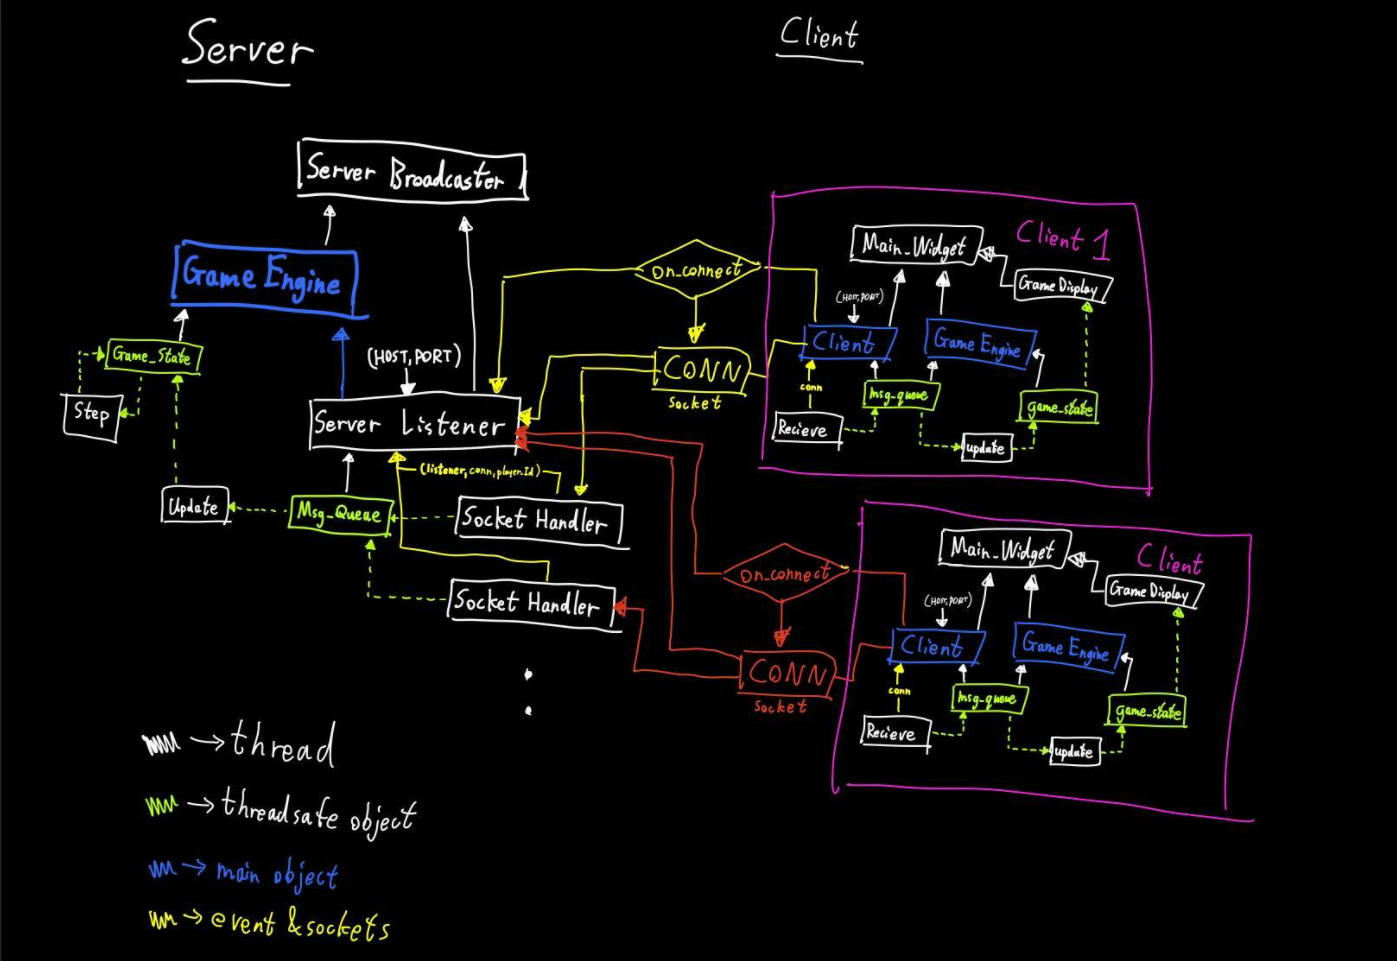 Server
Client
Server Broadcaster
Game Engine
Game_State
Step
(HOST,PORT)
Server Listener
(listener,conn,player_Id)
Update
Msg_Queue
Socket Handler
Socket Handler
On_connect
CONN
Socket
Client 1
Main_Widget
Game Display
(HOST,PORT)
Client
Game Engine
conn
msg_queue
game_state
Recieve
update
On_connect
CONN
Socket
Client
Main_Widget
Game Display
(HOST,PORT)
Client
Game Engine
conn
msg_queue
game_state
Recieve
update
→ thread
→ threadsafe object
→ main object
→ event & sockets